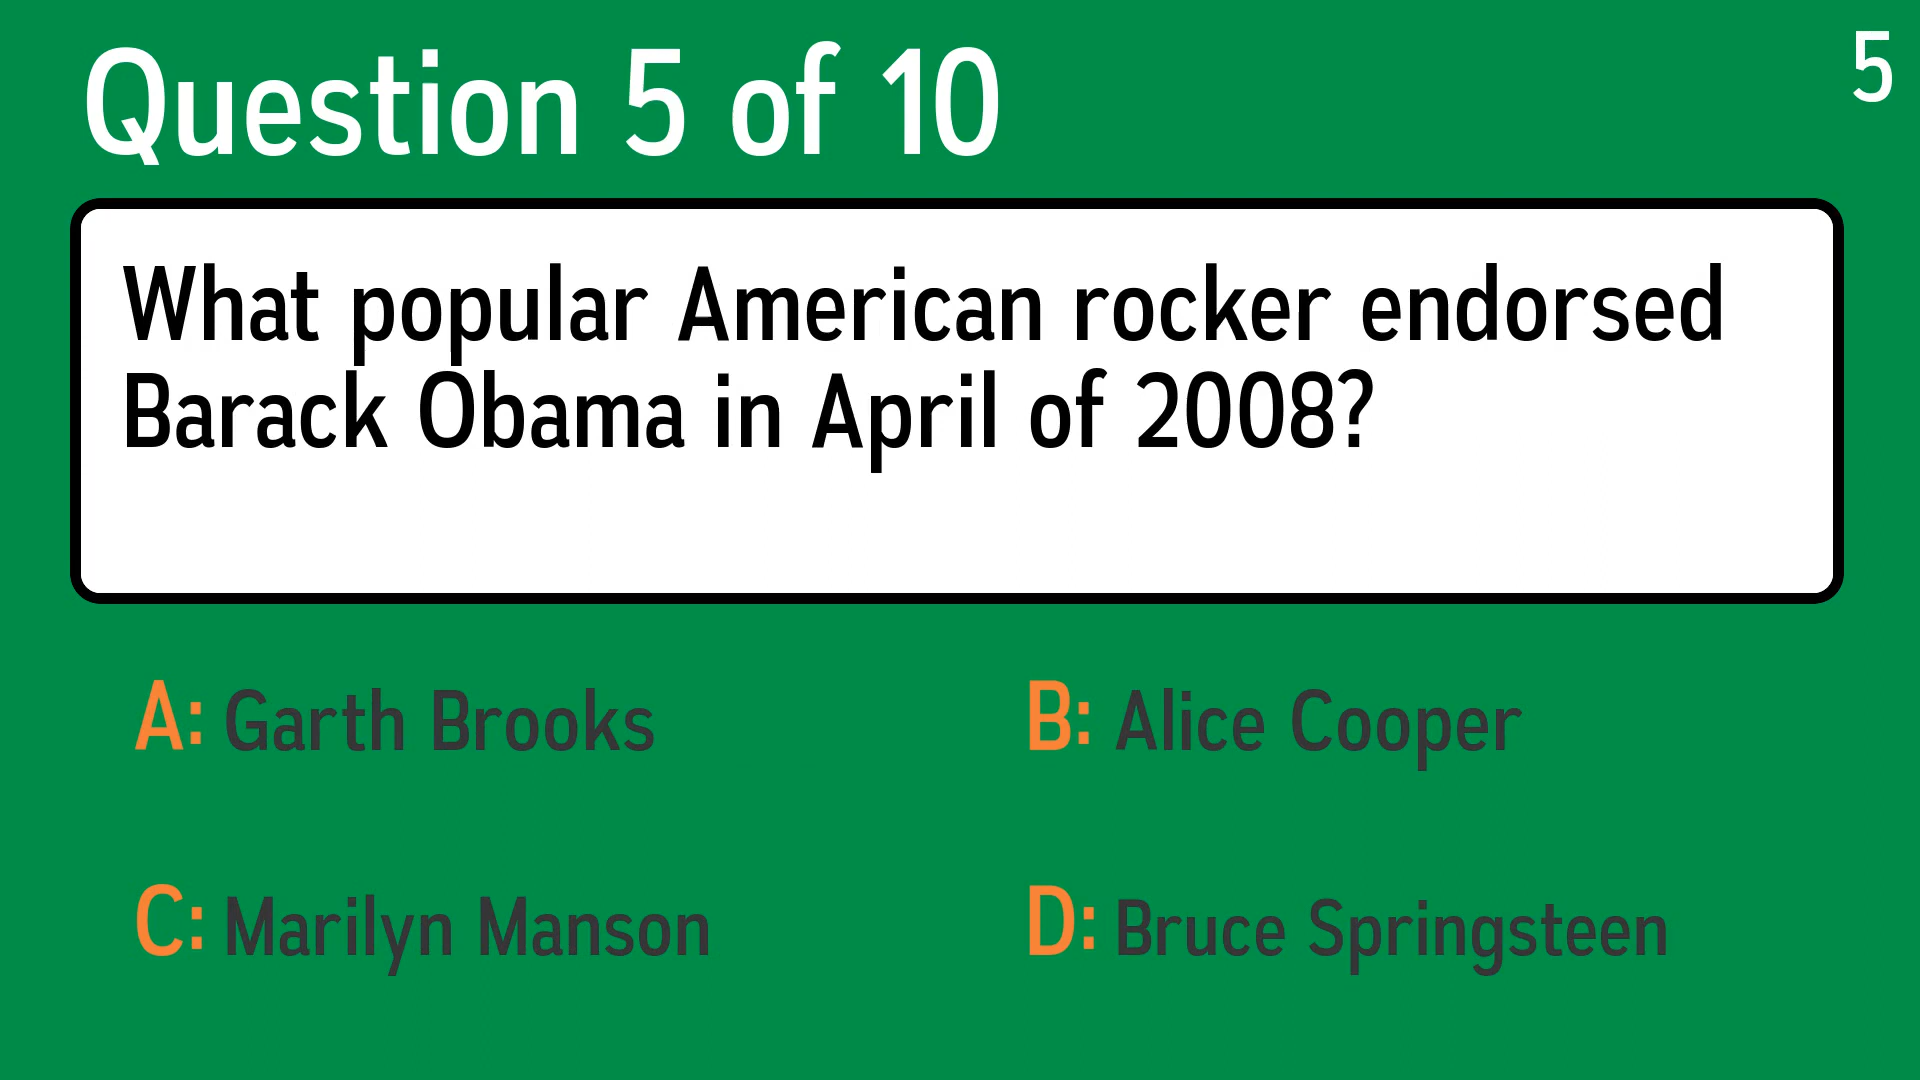 Question 5 of 10
5
What popular American rocker endorsed
Barack Obama in April of 2008?
A: Garth Brooks
B: Alice Cooper
C: Marilyn Manson
D: Bruce Springsteen